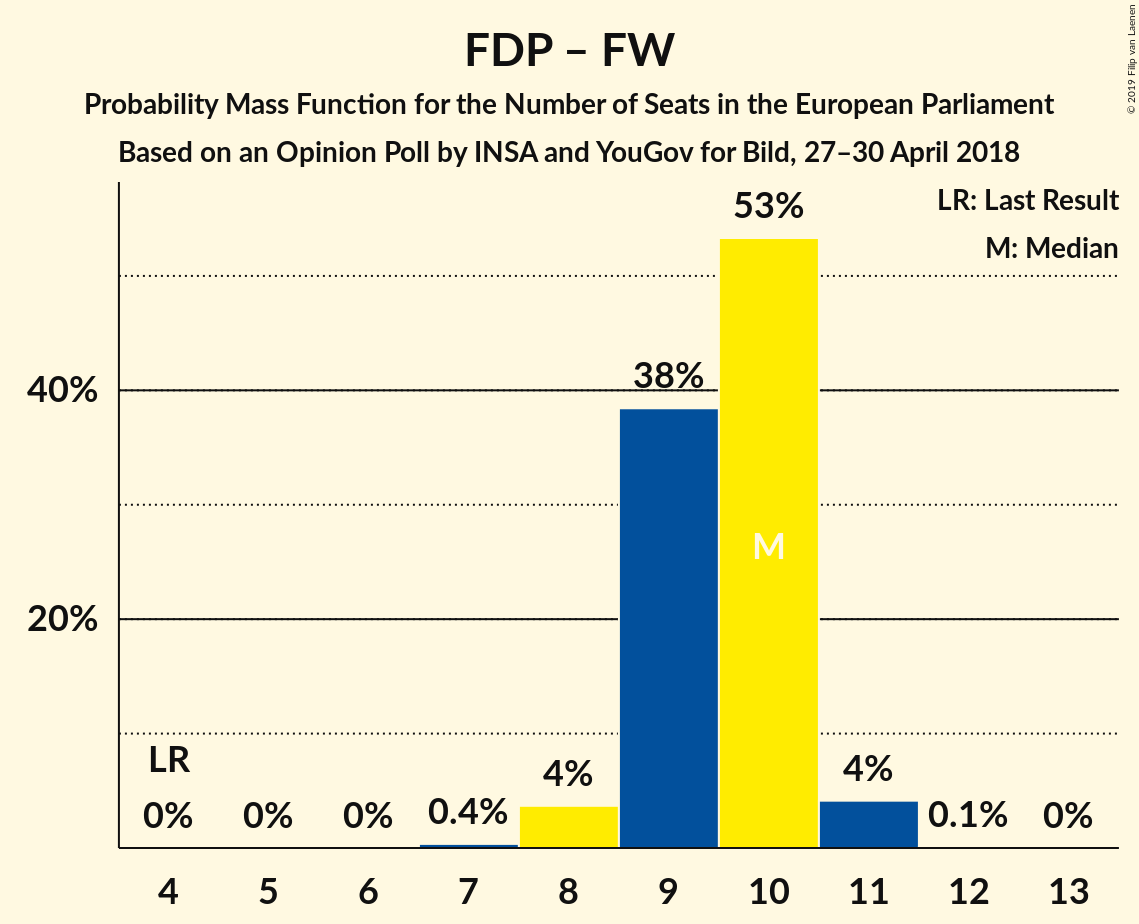 FDP – FW
Probability Mass Function for the Number of Seats in the European Parliament
Based on an Opinion Poll by INSA and YouGov for Bild, 27–30 April 2018
© 2019 Filip van Laenen
LR: Last Result
M: Median
53%
40%
38%
M
20%
LR
0%
0%
0%
0.4%
4%
4%
0.1%
0%
4 5 6 7 8 9 10 11 12 13